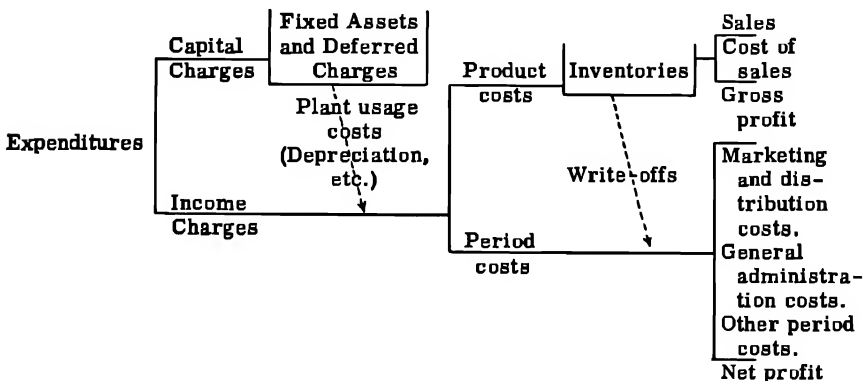 Expenditures
Capital
Charges
Fixed Assets
and Deferred
Charges
Plant usage
costs
(Depreciation,
etc.)
Income
Charges
Product
costs
Inventories
Write-offs
Period
costs
Sales
Cost of
sales
Gross
profit
Marketing
and dis-
tribution
costs.
General
administra-
tion costs.
Other period
costs.
Net profit